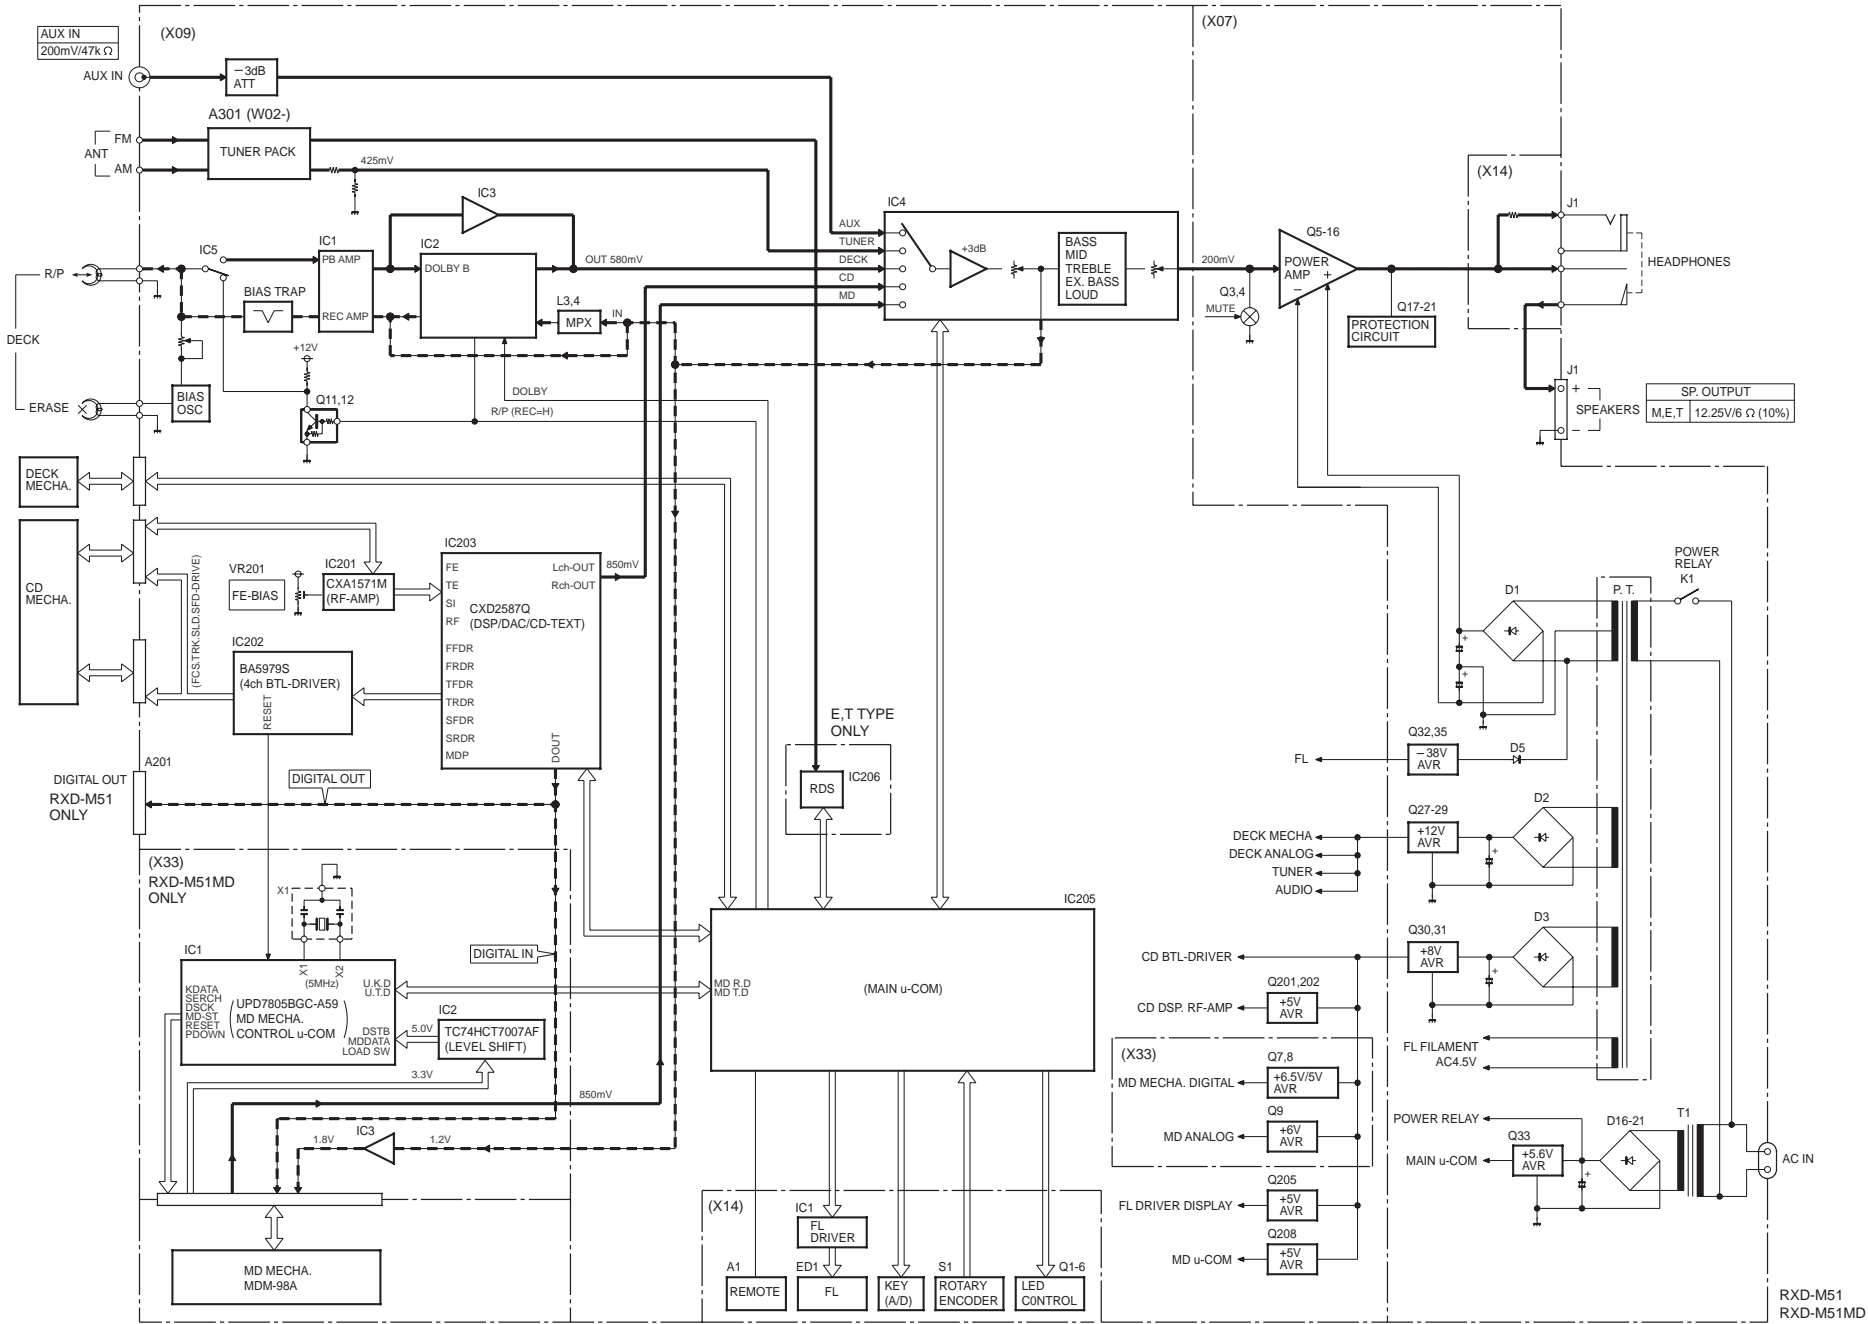 (X09)
(X07)
AUX IN
200mV/47k Ω
AUX IN
−3dB
ATT
A301 (W02-)
FM
ANT
AM
TUNER PACK
425mV
(X14)
IC3
IC4
J1
IC5
IC1
IC2
PB AMP
DOLBY B
OUT 580mV
AUX
TUNER
DECK
CD
MD
+3dB
BASS
MID
TREBLE
EX. BASS
LOUD
200mV
Q5-16
POWER
AMP
+
−
HEADPHONES
R/P
BIAS TRAP
REC AMP
L3,4
MPX
IN
Q3,4
MUTE
Q17-21
PROTECTION
CIRCUIT
DECK
+12V
J1
+
−
SPEAKERS
SP. OUTPUT
M,E,T 12.25V/6 Ω (10%)
ERASE
BIAS
OSC
Q11,12
DOLBY
R/P (REC=H)
DECK
MECHA.
CD
MECHA.
(FCS.TRK.SLD.SFD-DRIVE)
VR201
FE-BIAS
IC201
CXA1571M
(RF-AMP)
IC203
FE
TE
SI
RF
FFDR
FRDR
TFDR
TRDR
SFDR
SRDR
MDP
Lch-OUT
Rch-OUT
CXD2587Q
(DSP/DAC/CD-TEXT)
DOUT
850mV
IC202
BA5979S
(4ch BTL-DRIVER)
RESET
POWER
RELAY
K1
D1
P. T.
+
+
E,T TYPE
ONLY
RDS
IC206
A201
DIGITAL OUT
RXD-M51
ONLY
DIGITAL OUT
Q32,35
−38V
AVR
D5
FL
Q27-29
+12V
AVR
D2
+
DECK MECHA
DECK ANALOG
TUNER
AUDIO
(X33)
RXD-M51MD
ONLY
X1
IC1
X1
X2
(5MHz)
KDATA
SERCH
DSCK
MD-ST
RESET
PDOWN
UPD7805BGC-A59
MD MECHA.
CONTROL u-COM
U.K.D
U.T.D
DSTB
MDDATA
LOAD SW
5.0V
IC2
TC74HCT7007AF
(LEVEL SHIFT)
3.3V
DIGITAL IN
850mV
IC3
1.8V
1.2V
MD MECHA.
MDM-98A
IC205
MD R.D
MD T.D
(MAIN u-COM)
Q30,31
+8V
AVR
D3
+
CD BTL-DRIVER
Q201,202
+5V
AVR
CD DSP. RF-AMP
(X33)
Q7,8
+6.5V/5V
AVR
MD MECHA. DIGITAL
Q9
+6V
AVR
MD ANALOG
FL FILAMENT
AC4.5V
Q205
+5V
AVR
FL DRIVER DISPLAY
Q208
+5V
AVR
MD u-COM
POWER RELAY
MAIN u-COM
Q33
+5.6V
AVR
D16-21
+
T1
AC IN
(X14)
IC1
FL
DRIVER
A1
REMOTE
ED1
FL
KEY
(A/D)
S1
ROTARY
ENCODER
Q1-6
LED
C0NTROL
RXD-M51
RXD-M51MD